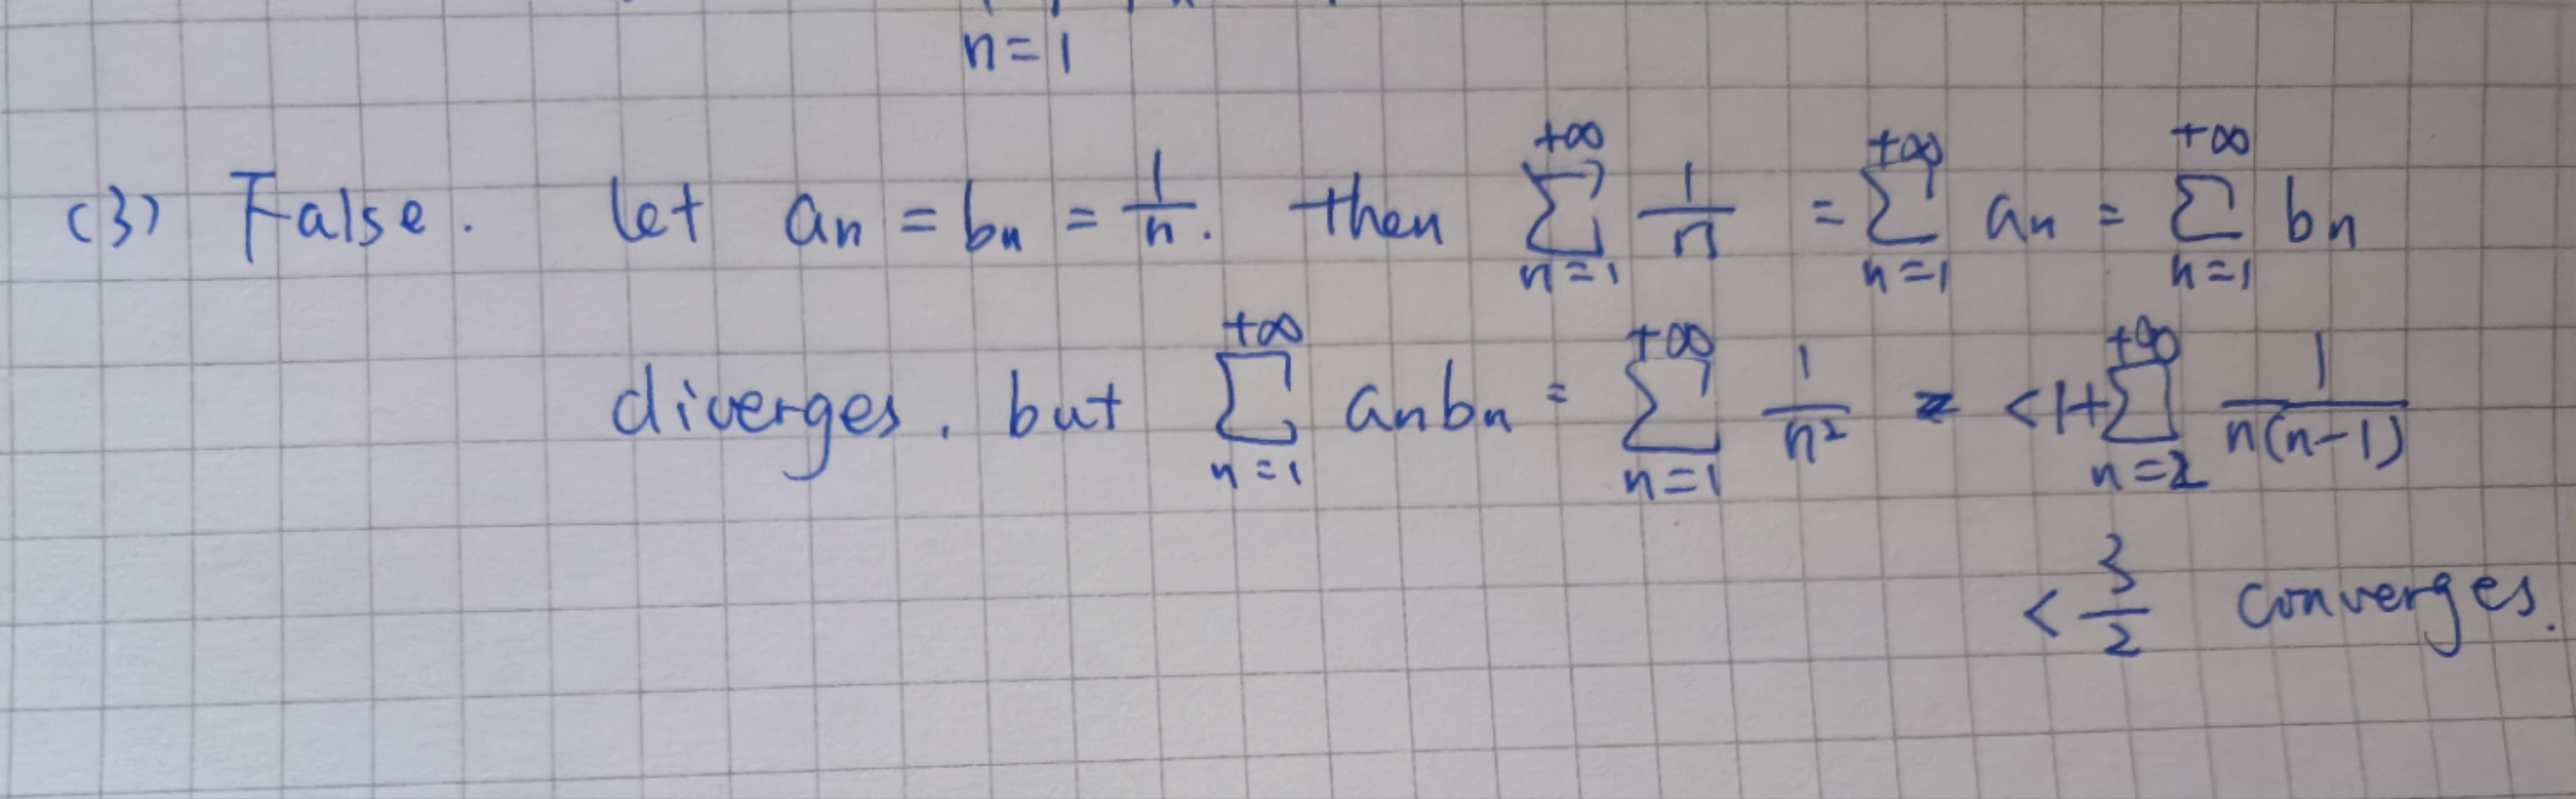 n=1
(3) False. let an = bn = 1/n. then +∞∑n=1 1/n = +∞∑n=1 an = +∞∑n=1 bn
diverges. but +∞∑n=1 anbn = +∞∑n=1 1/n² < 1+ +∞∑n=2 1/n(n-1)
< 3/2 converges.